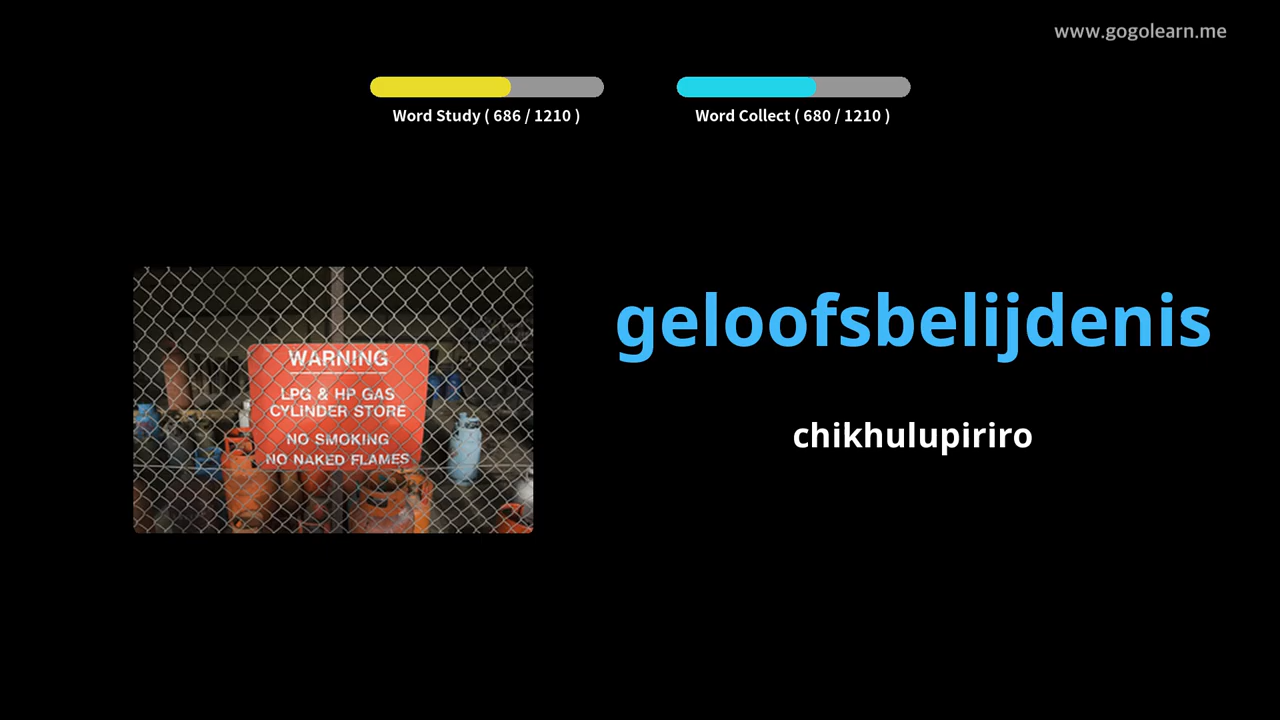 www.gogolearn.me
Word Study ( 686 / 1210 )
Word Collect ( 680 / 1210 )
WARNING
LPG & HP GAS
CYLINDER STORE
NO SMOKING
NO NAKED FLAMES
geloofsbelijdenis
chikhulupiriro